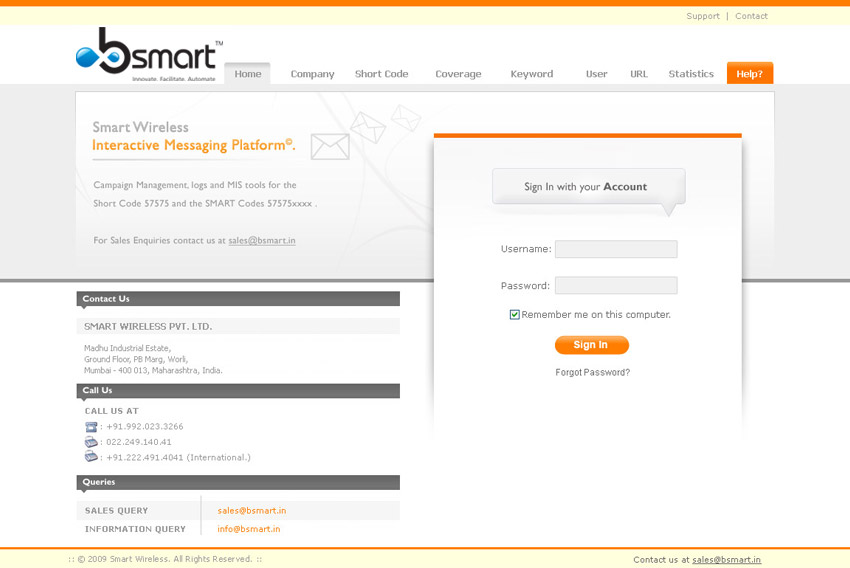 Support | Contact
bsmart™
Innovate. Facilitate. Automate
Home Company Short Code Coverage Keyword User URL Statistics Help?
Smart Wireless
Interactive Messaging Platform©.
Campaign Management, logs and MIS tools for the
Short Code 57575 and the SMART Codes 57575xxxx .
For Sales Enquiries contact us at sales@bsmart.in
Sign In with your Account
Username:
Password:
Remember me on this computer.
Sign In
Forgot Password?
Contact Us
SMART WIRELESS PVT. LTD.
Madhu Industrial Estate,
Ground Floor, PB Marg, Worli,
Mumbai - 400 013, Maharashtra, India.
Call Us
CALL US AT
: +91.992.023.3266
: 022.249.140.41
: +91.222.491.4041 (International.)
Queries
SALES QUERY sales@bsmart.in
INFORMATION QUERY info@bsmart.in
:: © 2009 Smart Wireless. All Rights Reserved. ::
Contact us at sales@bsmart.in